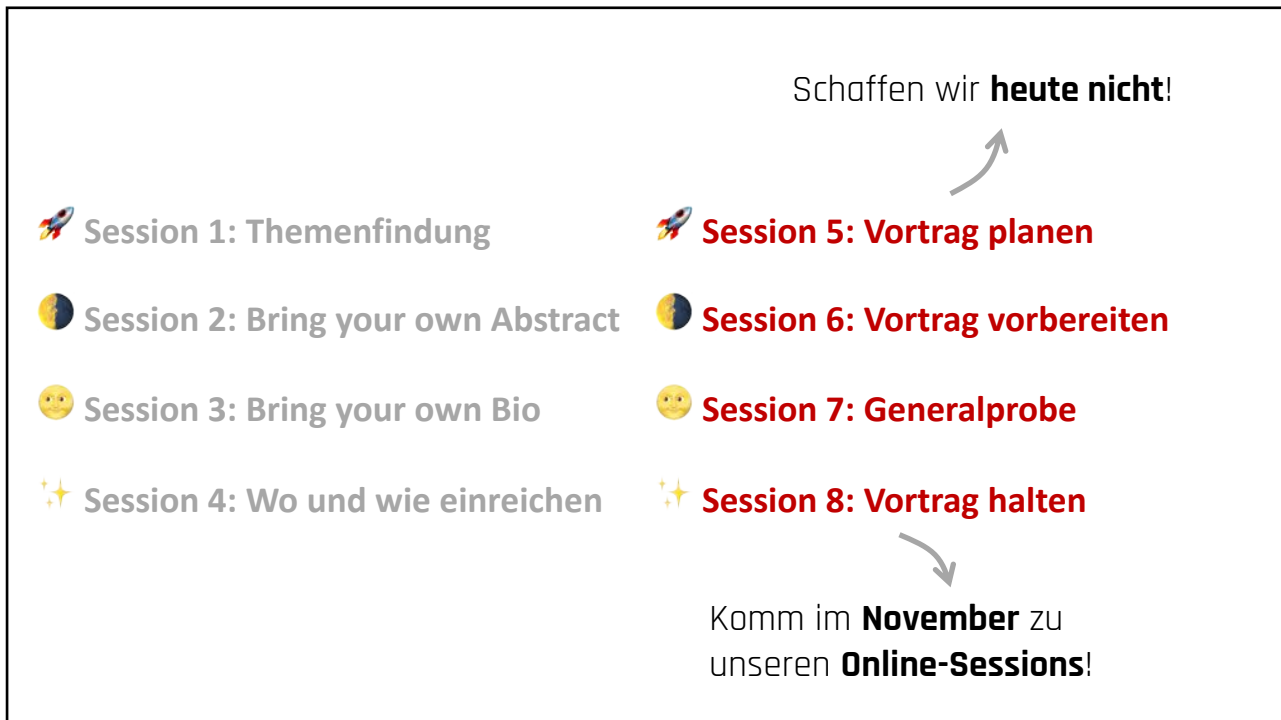 Schaffen wir heute nicht!
Session 1: Themenfindung
Session 2: Bring your own Abstract
Session 3: Bring your own Bio
Session 4: Wo und wie einreichen
Session 5: Vortrag planen
Session 6: Vortrag vorbereiten
Session 7: Generalprobe
Session 8: Vortrag halten
Komm im November zu
unseren Online-Sessions!